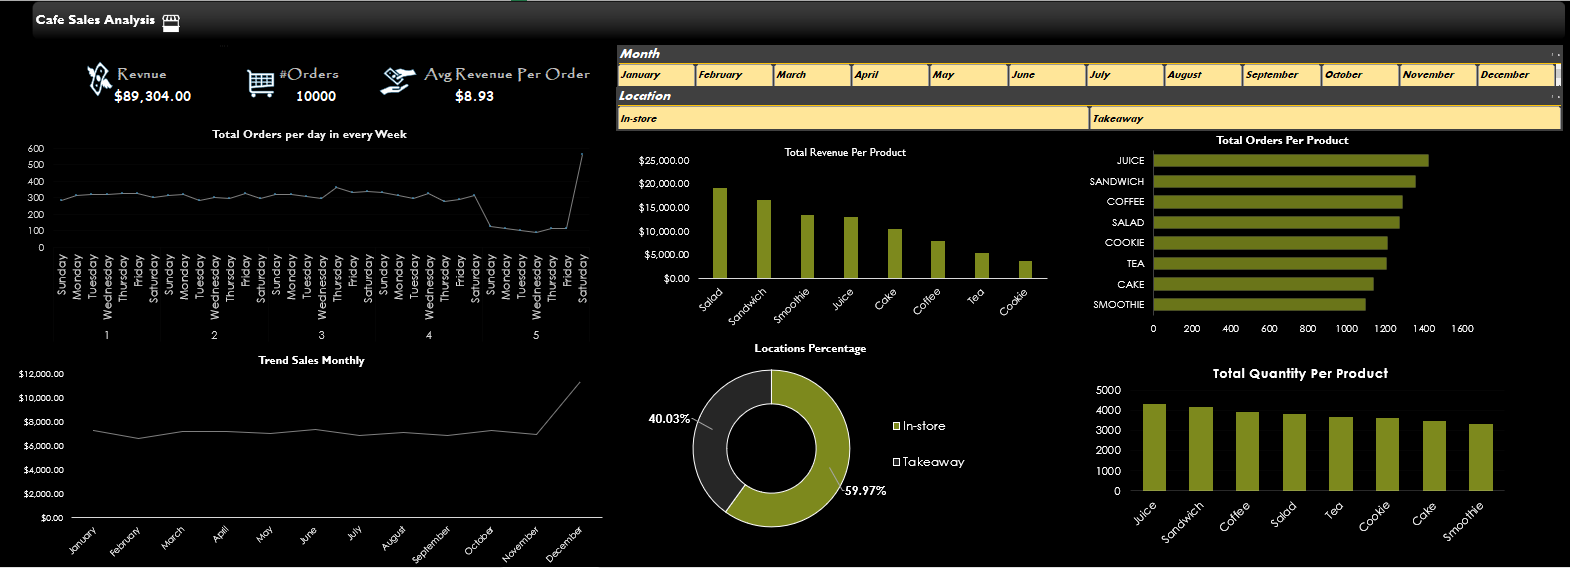 Cafe Sales Analysis
Revnue
$89,304.00
#Orders
10000
Avg Revenue Per Order
$8.93
Month
January February March April May June July August September October November December
Location
In-store Takeaway
Total Orders per day in every Week
600
500
400
300
200
100
0
Sunday Monday Tuesday Wednesday Thursday Friday Saturday Sunday Monday Tuesday Wednesday Thursday Friday Saturday Sunday Monday Tuesday Wednesday Thursday Friday Saturday Sunday Monday Tuesday Wednesday Thursday Friday Saturday Sunday Monday Tuesday Wednesday Thursday Friday Saturday
1 2 3 4 5
Total Revenue Per Product
$25,000.00
$20,000.00
$15,000.00
$10,000.00
$5,000.00
$0.00
Salad Sandwich Smoothie Juice Cake Coffee Tea Cookie
Total Orders Per Product
JUICE
SANDWICH
COFFEE
SALAD
COOKIE
TEA
CAKE
SMOOTHIE
0 200 400 600 800 1000 1200 1400 1600
Trend Sales Monthly
$12,000.00
$10,000.00
$8,000.00
$6,000.00
$4,000.00
$2,000.00
$0.00
January February March April May June July August September October November December
Locations Percentage
40.03%
59.97%
In-store
Takeaway
Total Quantity Per Product
5000
4000
3000
2000
1000
0
Juice Sandwich Coffee Salad Tea Cookie Cake Smoothie